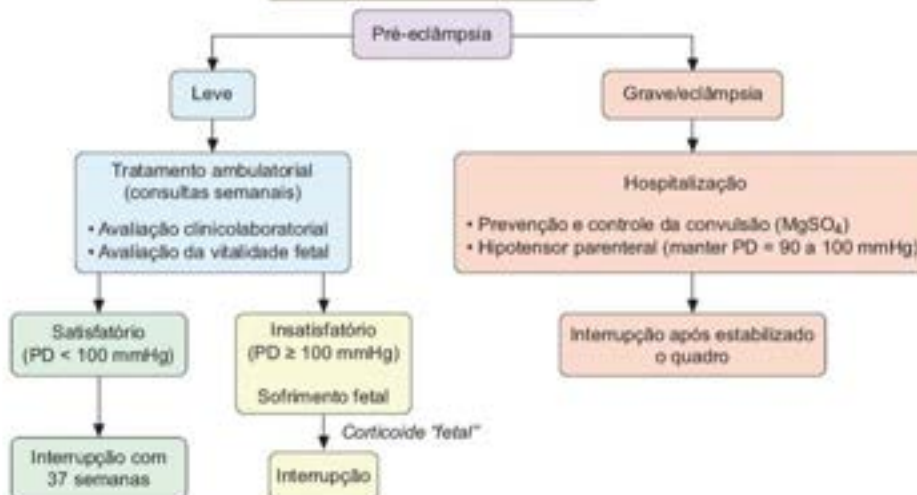 Pré-eclâmpsia
Leve
Grave/eclâmpsia
Tratamento ambulatorial
(consultas semanais)
• Avaliação clinicolaboratorial
• Avaliação da vitalidade fetal
Hospitalização
• Prevenção e controle da convulsão (MgSO₄)
• Hipotensor parenteral (manter PD = 90 a 100 mmHg)
Satisfatório
(PD < 100 mmHg)
Insatisfatório
(PD ≥ 100 mmHg)
Sofrimento fetal
Interrupção após estabilizado
o quadro
Corticoide "fetal"
Interrupção com
37 semanas
Interrupção